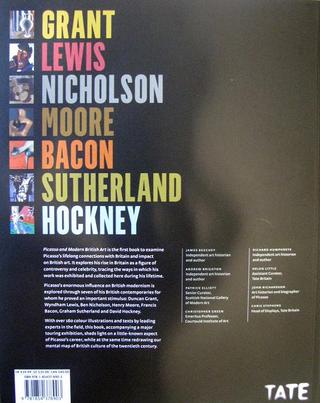 GRANT
LEWIS
NICHOLSON
MOORE
BACON
SUTHERLAND
HOCKNEY
Picasso and Modern British Art is the first book to examine
Picasso's lifelong connections with Britain and impact
on British art. It explores his rise in Britain as a figure of
controversy and celebrity, tracing the ways in which his
work was exhibited and collected here during his lifetime.
Picasso's enormous influence on British modernism is
explored through seven of his British contemporaries for
whom he proved an important stimulus: Duncan Grant,
Wyndham Lewis, Ben Nicholson, Henry Moore, Francis
Bacon, Graham Sutherland and David Hockney.
With over 160 colour illustrations and texts by leading
experts in the field, this book, accompanying a major
touring exhibition, sheds light on a little-known aspect
of Picasso's career, while at the same time redrawing our
mental map of British culture of the twentieth century.
JAMES BEECHEY
Independent art historian
and author
ANDREW BRIGHTON
Independent art historian
and author
PATRICK ELLIOTT
Senior Curator,
Scottish National Gallery
of Modern Art
CHRISTOPHER GREEN
Emeritus Professor,
Courtauld Institute of Art
RICHARD HUMPHREYS
Independent art historian
and author
HELEN LITTLE
Assistant Curator,
Tate Britain
JOHN RICHARDSON
Art historian and biographer
of Picasso
CHRIS STEPHENS
Head of Displays, Tate Britain
TATE